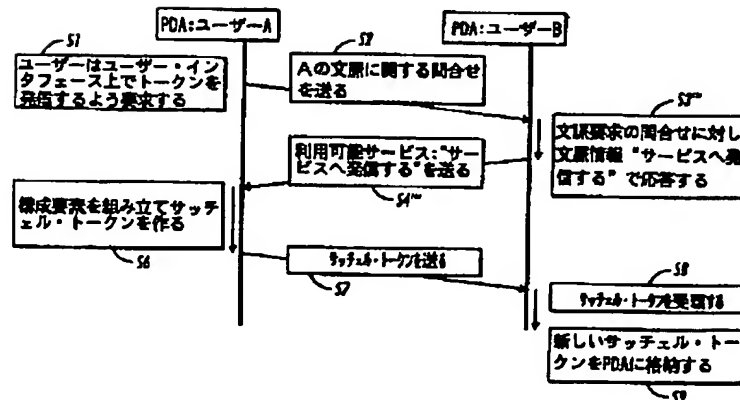 PDA:ユーザーA
PDA:ユーザーB
S1
ユーザーはユーザー・イン
タフェース上でトークンを
発信するよう要求する
S2
Aの文脈に関する問合せ
を送る
S3""
文脈要求の問合せに対し
文脈情報 "サービスへ発
信する" で応答する
利用可能サービス:"サー
ビスへ発信する"を送る
S4""
構成要素を組み立てサッチ
ェル・トークンを作る
S6
サッチェル・トークンを送る
S7
S8
サッチェル・トークンを受理する
新しいサッチェル・トー
クンをPDAに格納する
S9